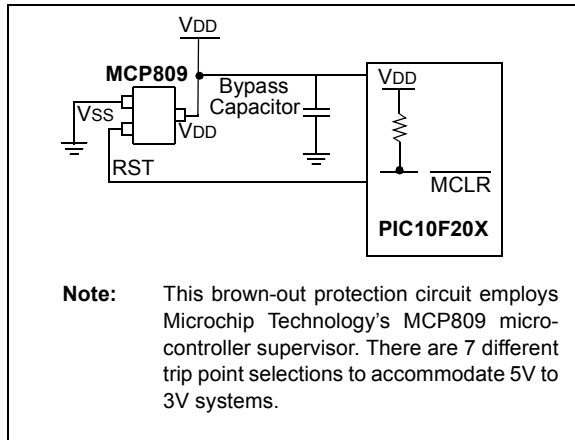 VDD
MCP809
Bypass
Capacitor
VDD
VSS
VDD
RST
MCLR
PIC10F20X
Note: This brown-out protection circuit employs
Microchip Technology's MCP809 micro-
controller supervisor. There are 7 different
trip point selections to accommodate 5V to
3V systems.